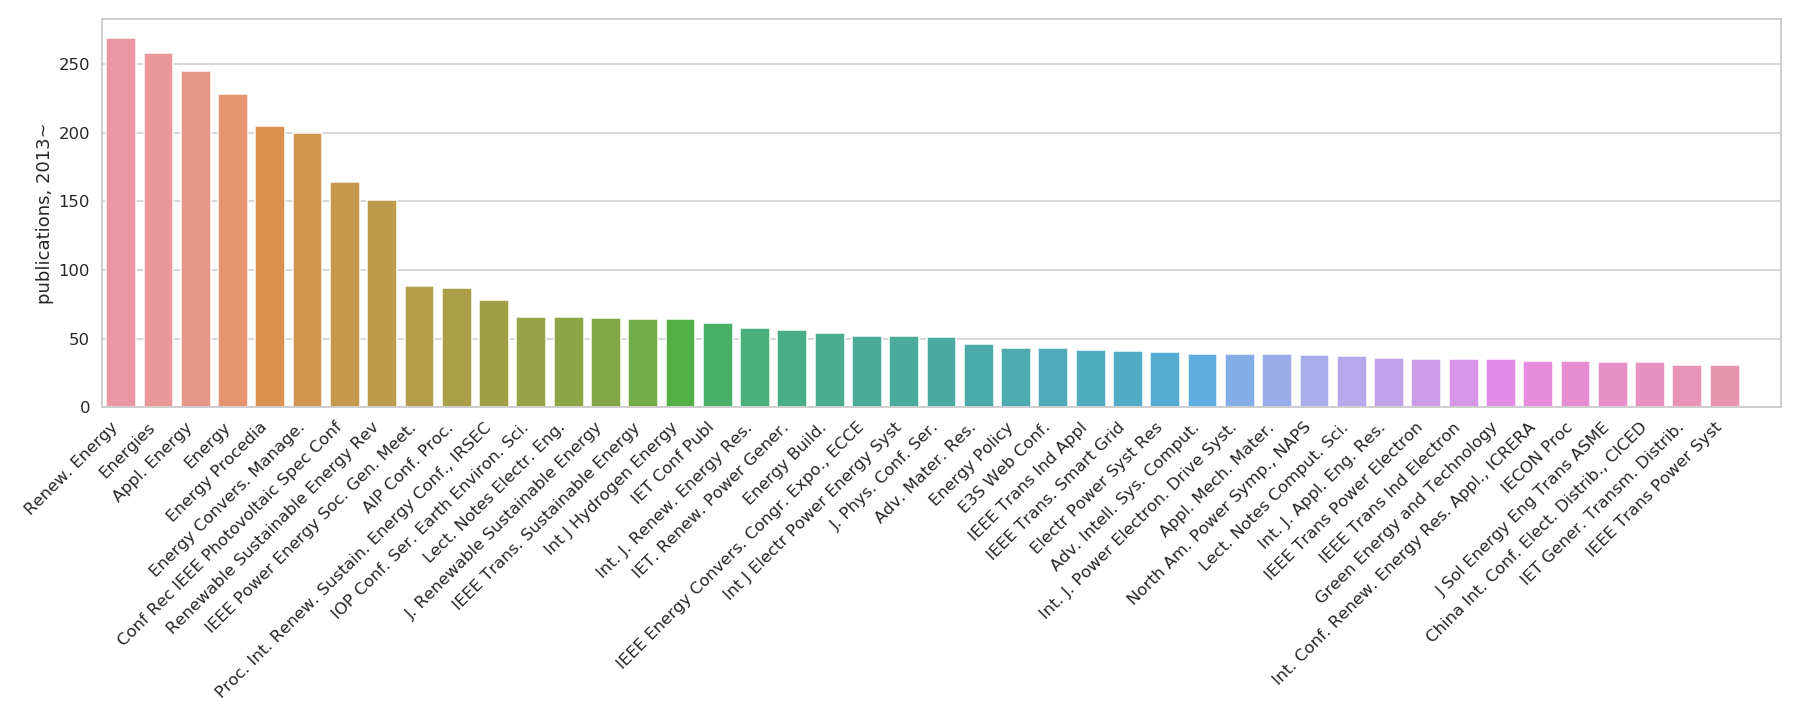 publications, 2013~
250
200
150
100
50
0
Renew. Energy
Energies
Appl. Energy
Energy
Energy Procedia
Energy Convers. Manage.
Conf Rec IEEE Photovoltaic Spec Conf
Renewable Sustainable Energy Rev
IEEE Power Energy Soc. Gen. Meet.
AIP Conf. Proc.
Proc. Int. Renew. Sustain. Energy Conf., IRSEC
IOP Conf. Ser. Earth Environ. Sci.
Lect. Notes Electr. Eng.
J. Renewable Sustainable Energy
IEEE Trans. Sustainable Energy
Int J Hydrogen Energy
IET Conf Publ
Int. J. Renew. Energy Res.
IET. Renew. Power Gener.
Energy Build.
IEEE Energy Convers. Congr. Expo., ECCE
Int J Electr Power Energy Syst
J. Phys. Conf. Ser.
Adv. Mater. Res.
Energy Policy
E3S Web Conf.
IEEE Trans Ind Appl
IEEE Trans. Smart Grid
Electr Power Syst Res
Adv. Intell. Sys. Comput.
Int. J. Power Electron. Drive Syst.
Appl. Mech. Mater.
North Am. Power Symp., NAPS
Lect. Notes Comput. Sci.
Int. J. Appl. Eng. Res.
IEEE Trans Power Electron
IEEE Trans Ind Electron
Green Energy and Technology
Int. Conf. Renew. Energy Res. Appl., ICRERA
IECON Proc
J Sol Energy Eng Trans ASME
China Int. Conf. Elect. Distrib., CICED
IET Gener. Transm. Distrib.
IEEE Trans Power Syst